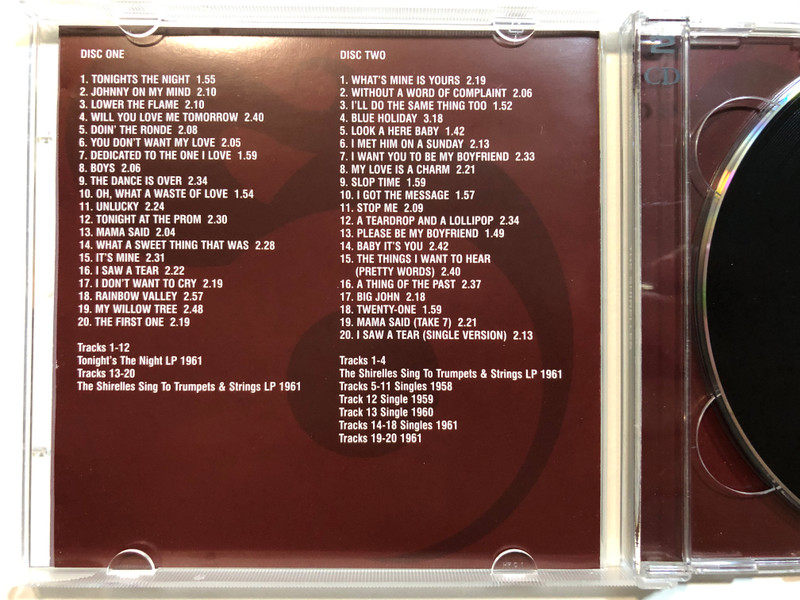 DISC ONE
1. TONIGHTS THE NIGHT 1.55
2. JOHNNY ON MY MIND 2.10
3. LOWER THE FLAME 2.10
4. WILL YOU LOVE ME TOMORROW 2.40
5. DOIN' THE RONDE 2.08
6. YOU DON'T WANT MY LOVE 2.05
7. DEDICATED TO THE ONE I LOVE 1.59
8. BOYS 2.06
9. THE DANCE IS OVER 2.34
10. OH, WHAT A WASTE OF LOVE 1.54
11. UNLUCKY 2.24
12. TONIGHT AT THE PROM 2.30
13. MAMA SAID 2.04
14. WHAT A SWEET THING THAT WAS 2.28
15. IT'S MINE 2.31
16. I SAW A TEAR 2.22
17. I DON'T WANT TO CRY 2.19
18. RAINBOW VALLEY 2.57
19. MY WILLOW TREE 2.48
20. THE FIRST ONE 2.19
Tracks 1-12
Tonight's The Night LP 1961
Tracks 13-20
The Shirelles Sing To Trumpets & Strings LP 1961
DISC TWO
1. WHAT'S MINE IS YOURS 2.19
2. WITHOUT A WORD OF COMPLAINT 2.06
3. I'LL DO THE SAME THING TOO 1.52
4. BLUE HOLIDAY 3.18
5. LOOK A HERE BABY 1.42
6. I MET HIM ON A SUNDAY 2.13
7. I WANT YOU TO BE MY BOYFRIEND 2.33
8. MY LOVE IS A CHARM 2.21
9. SLOP TIME 1.59
10. I GOT THE MESSAGE 1.57
11. STOP ME 2.09
12. A TEARDROP AND A LOLLIPOP 2.34
13. PLEASE BE MY BOYFRIEND 1.49
14. BABY IT'S YOU 2.42
15. THE THINGS I WANT TO HEAR
(PRETTY WORDS) 2.40
16. A THING OF THE PAST 2.37
17. BIG JOHN 2.18
18. TWENTY-ONE 1.59
19. MAMA SAID (TAKE 7) 2.21
20. I SAW A TEAR (SINGLE VERSION) 2.13
Tracks 1-4
The Shirelles Sing To Trumpets & Strings LP 1961
Tracks 5-11 Singles 1958
Track 12 Single 1959
Track 13 Single 1960
Tracks 14-18 Singles 1961
Tracks 19-20 1961
2
CD